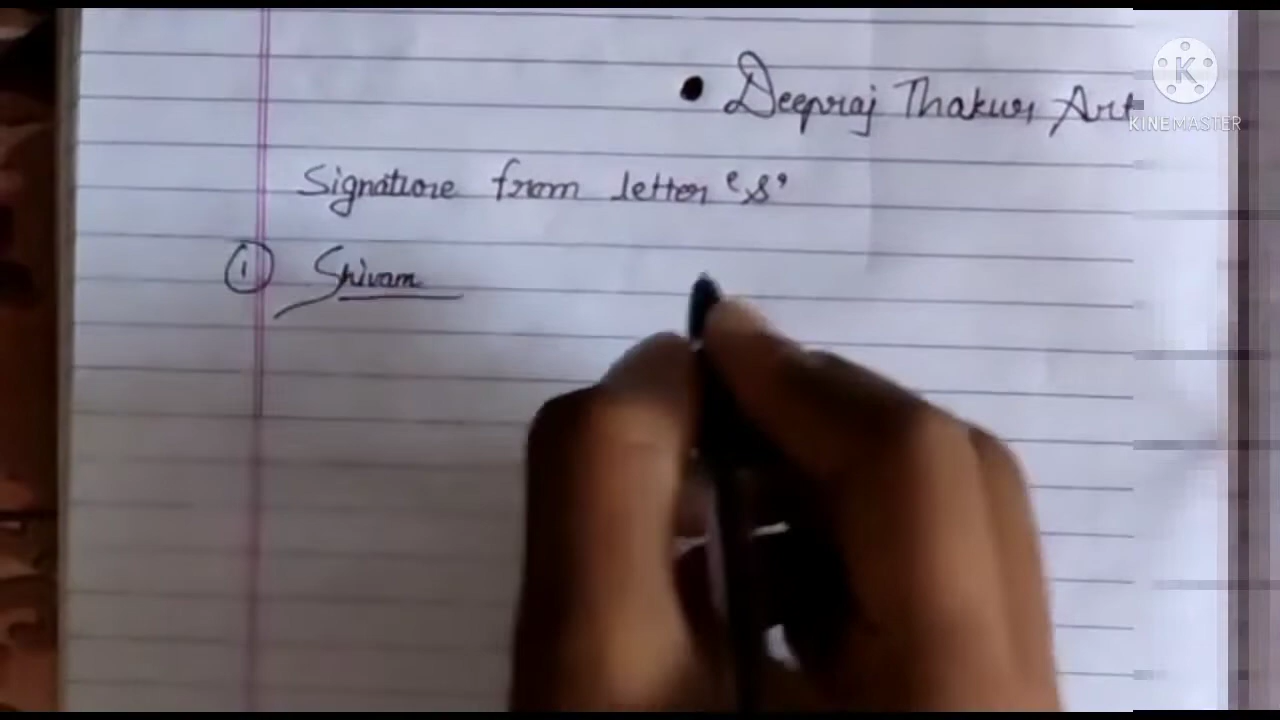 • Deepraj Thakur Art
KINEMASTER
Signature from letter 'S'
① Shivam